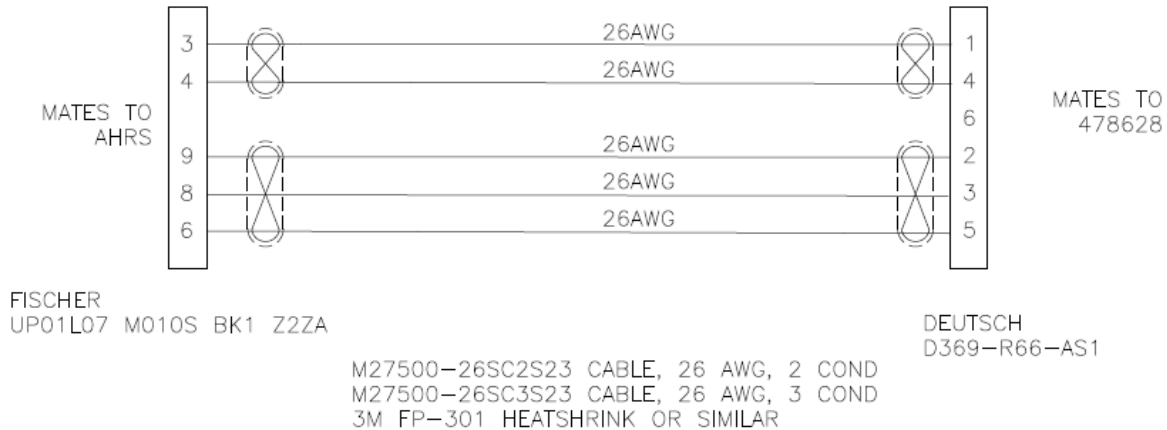 26AWG
3 1
26AWG
4 4
MATES TO
AHRS
6
MATES TO
478628
26AWG
9 2
26AWG
8 3
26AWG
6 5
FISCHER
UP01L07 M010S BK1 Z2ZA
DEUTSCH
D369-R66-AS1
M27500-26SC2S23 CABLE, 26 AWG, 2 COND
M27500-26SC3S23 CABLE, 26 AWG, 3 COND
3M FP-301 HEATSHRINK OR SIMILAR